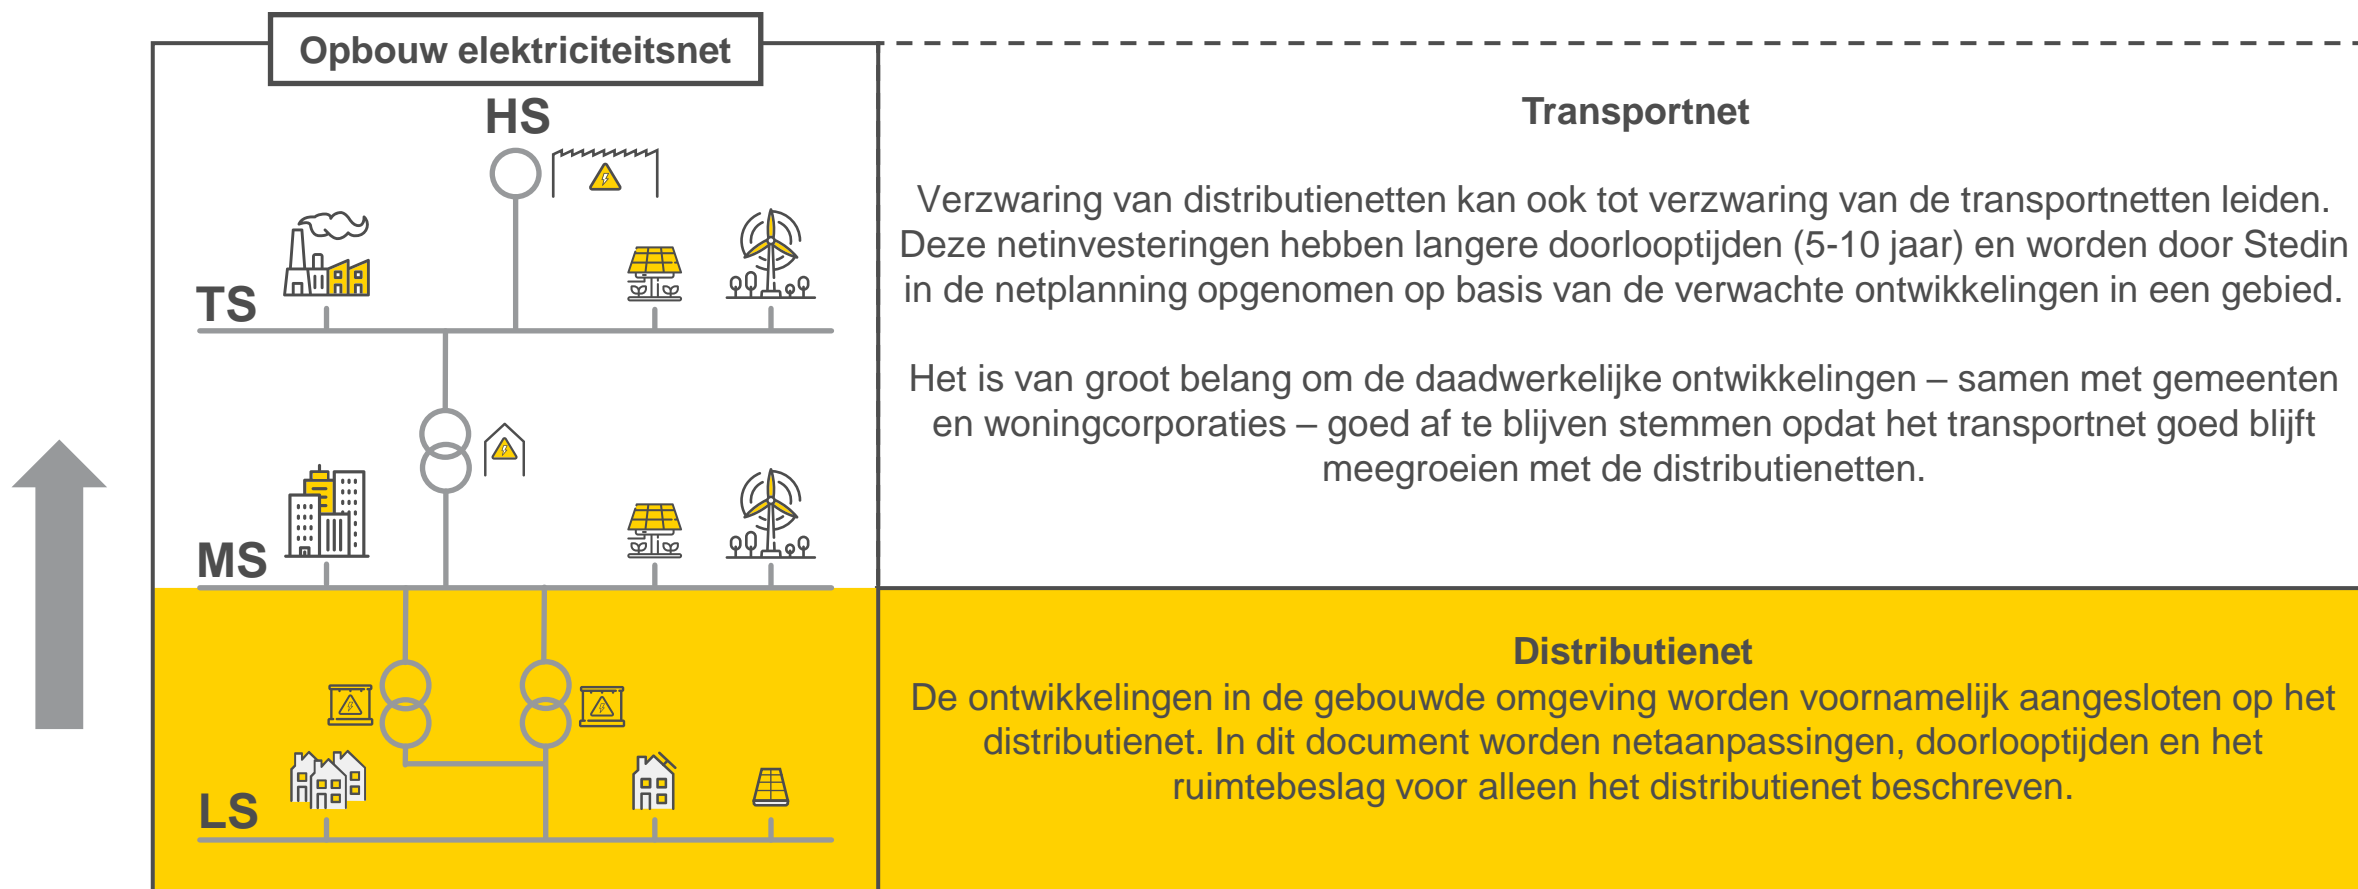 Opbouw elektriciteitsnet
HS
TS
MS
LS
Transportnet
Verzwaring van distributienetten kan ook tot verzwaring van de transportnetten leiden.
Deze netinvesteringen hebben langere doorlooptijden (5-10 jaar) en worden door Stedin
in de netplanning opgenomen op basis van de verwachte ontwikkelingen in een gebied.
Het is van groot belang om de daadwerkelijke ontwikkelingen – samen met gemeenten
en woningcorporaties – goed af te blijven stemmen opdat het transportnet goed blijft
meegroeien met de distributienetten.
Distributienet
De ontwikkelingen in de gebouwde omgeving worden voornamelijk aangesloten op het
distributienet. In dit document worden netaanpassingen, doorlooptijden en het
ruimtebeslag voor alleen het distributienet beschreven.